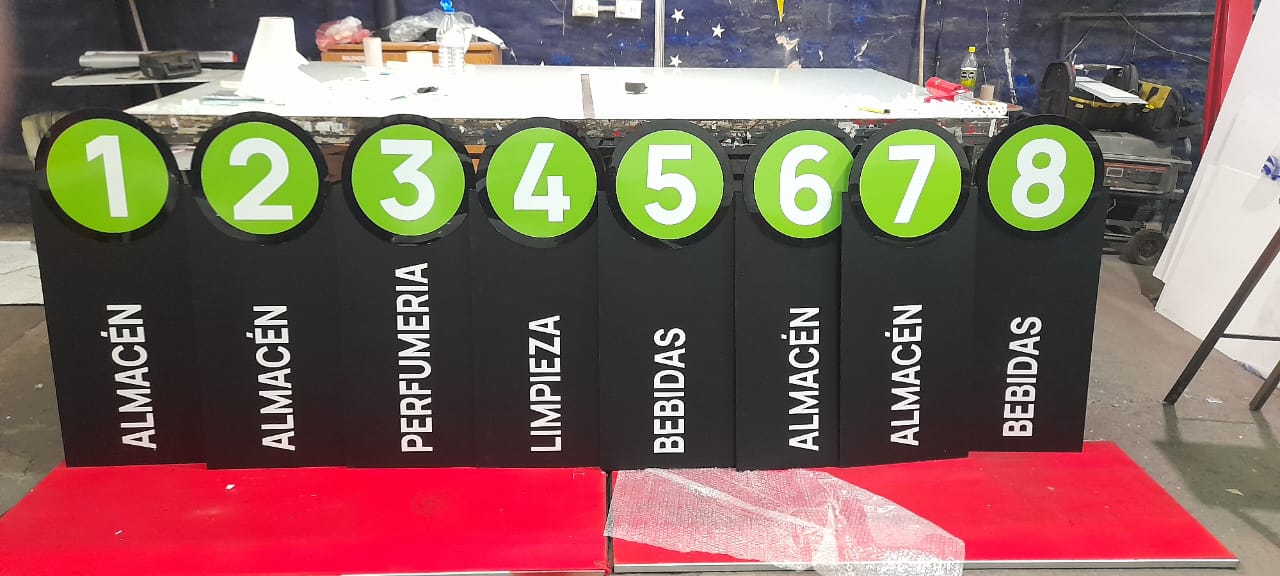 1
ALMACÉN
2
ALMACÉN
3
PERFUMERIA
4
LIMPIEZA
5
BEBIDAS
6
ALMACÉN
7
ALMACÉN
8
BEBIDAS